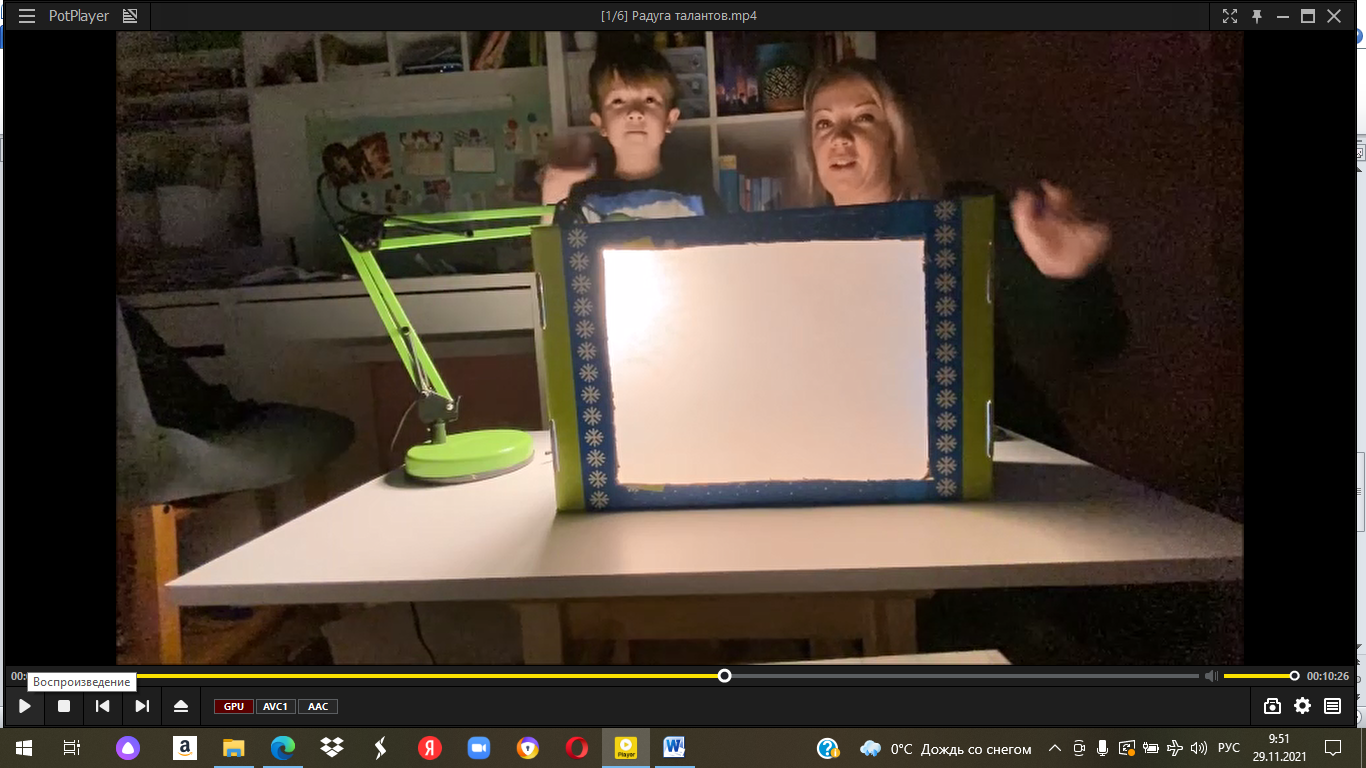 PotPlayer
[1/6] Радуга талантов.mp4
00:10:26
Воспроизведение
GPU AVC1 AAC
a
Я
Player
W
?
0°C Дождь со снегом
РУС
9:51
29.11.2021